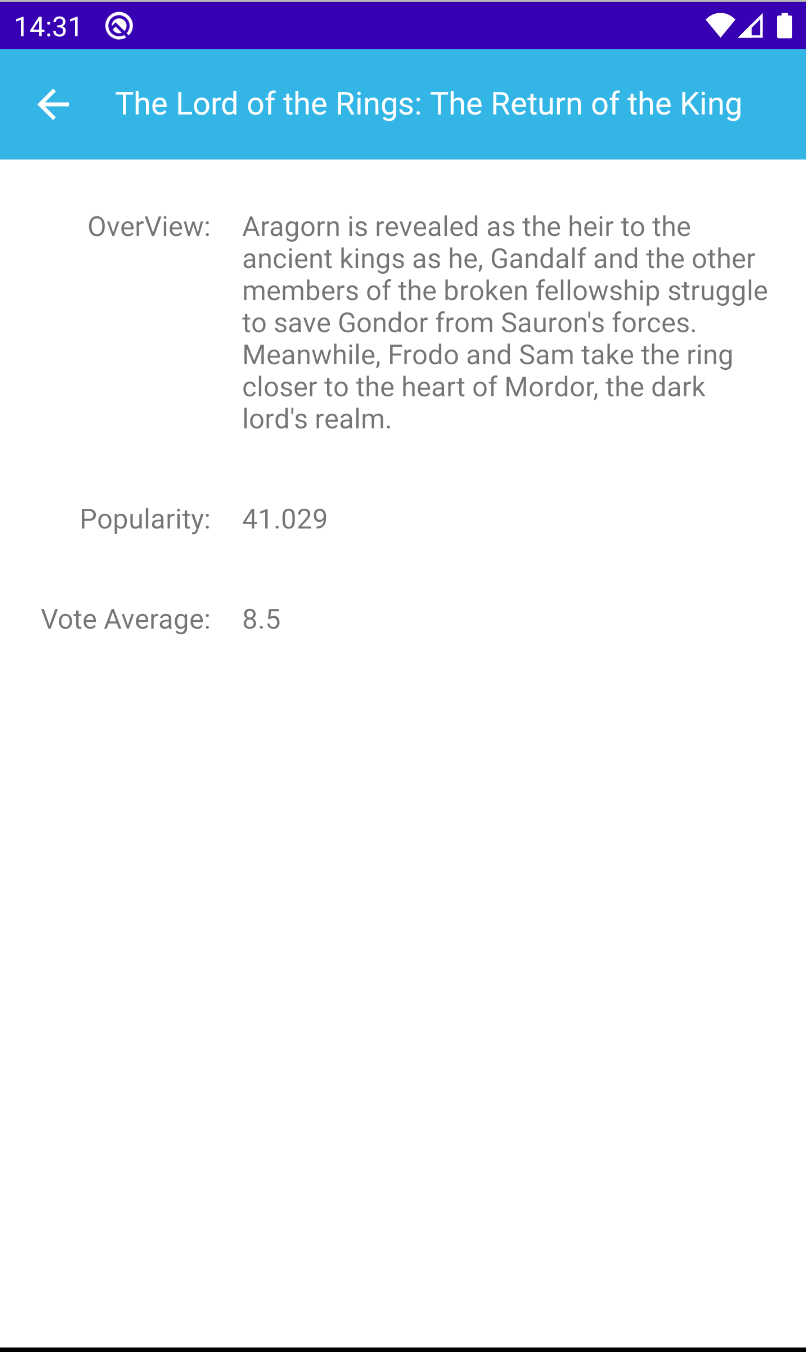 14:31
The Lord of the Rings: The Return of the King
OverView: Aragorn is revealed as the heir to the
ancient kings as he, Gandalf and the other
members of the broken fellowship struggle
to save Gondor from Sauron's forces.
Meanwhile, Frodo and Sam take the ring
closer to the heart of Mordor, the dark
lord's realm.
Popularity: 41.029
Vote Average: 8.5